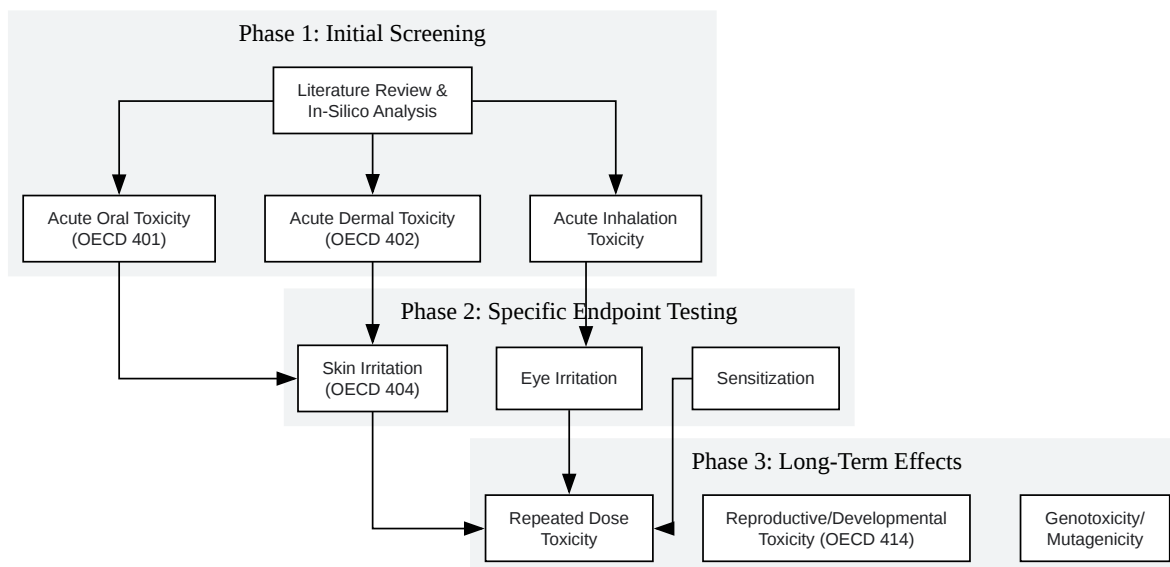 Phase 1: Initial Screening
Literature Review &
In-Silico Analysis
Acute Oral Toxicity
(OECD 401)
Acute Dermal Toxicity
(OECD 402)
Acute Inhalation
Toxicity
Phase 2: Specific Endpoint Testing
Skin Irritation
(OECD 404)
Eye Irritation
Sensitization
Phase 3: Long-Term Effects
Repeated Dose
Toxicity
Reproductive/Developmental
Toxicity (OECD 414)
Genotoxicity/
Mutagenicity